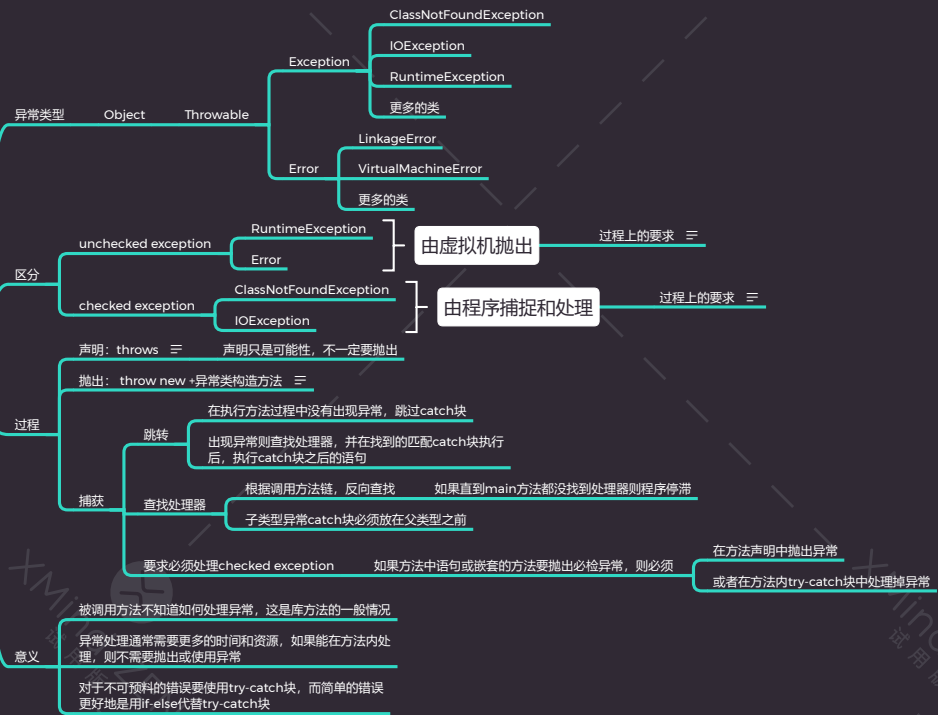 异常类型
Object
Throwable
Exception
ClassNotFoundException
IOException
RuntimeException
更多的类
Error
LinkageError
VirtualMachineError
更多的类
区分
unchecked exception
RuntimeException
Error
由虚拟机抛出
过程上的要求
checked exception
ClassNotFoundException
IOException
由程序捕捉和处理
过程上的要求
过程
声明：throws
声明只是可能性，不一定要抛出
抛出： throw new +异常类构造方法
捕获
跳转
在执行方法过程中没有出现异常，跳过catch块
出现异常则查找处理器，并在找到的匹配catch块执行
后，执行catch块之后的语句
查找处理器
根据调用方法链，反向查找
如果直到main方法都没找到处理器则程序停滞
子类型异常catch块必须放在父类型之前
要求必须处理checked exception
如果方法中语句或嵌套的方法要抛出必检异常，则必须
在方法声明中抛出异常
或者在方法内try-catch块中处理掉异常
意义
被调用方法不知道如何处理异常，这是库方法的一般情况
异常处理通常需要更多的时间和资源，如果能在方法内处
理，则不需要抛出或使用异常
对于不可预料的错误要使用try-catch块，而简单的错误
更好地是用if-else代替try-catch块
XMind
试用版
XMind
试用版